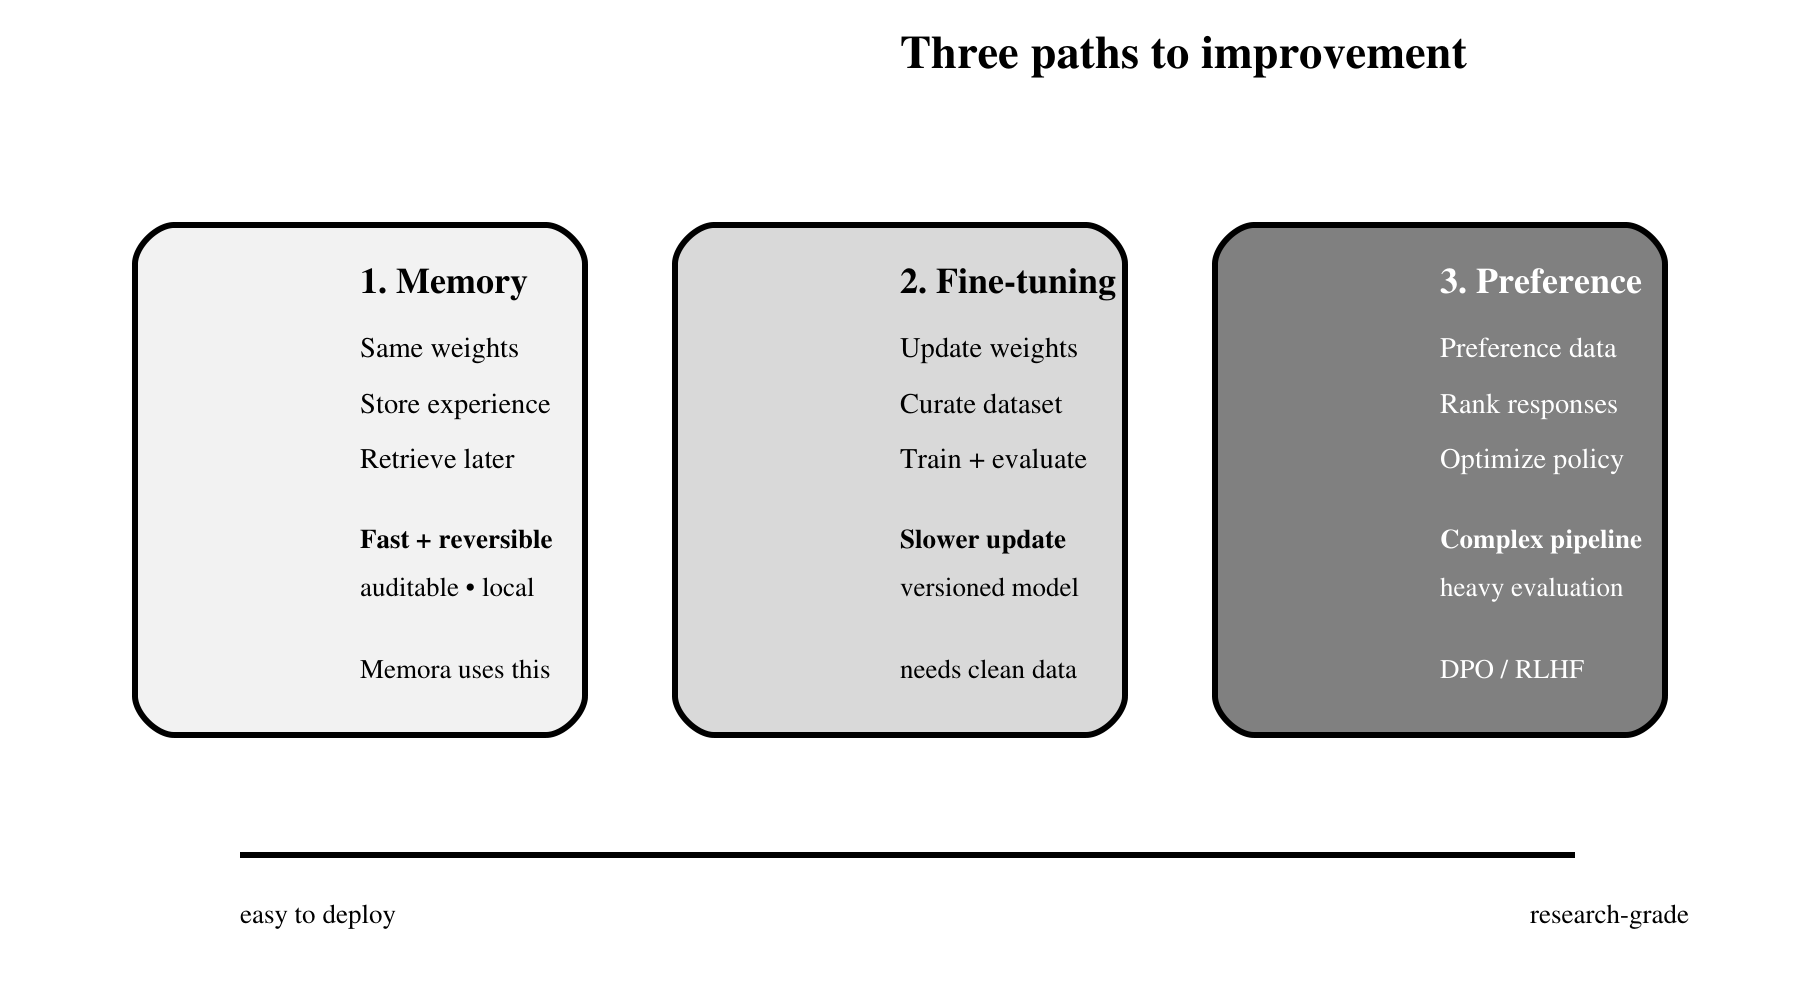 Three paths to improvement
1. Memory
Same weights
Store experience
Retrieve later
Fast + reversible
auditable • local
Memora uses this
2. Fine-tuning
Update weights
Curate dataset
Train + evaluate
Slower update
versioned model
needs clean data
3. Preference
Preference data
Rank responses
Optimize policy
Complex pipeline
heavy evaluation
DPO / RLHF
easy to deploy
research-grade